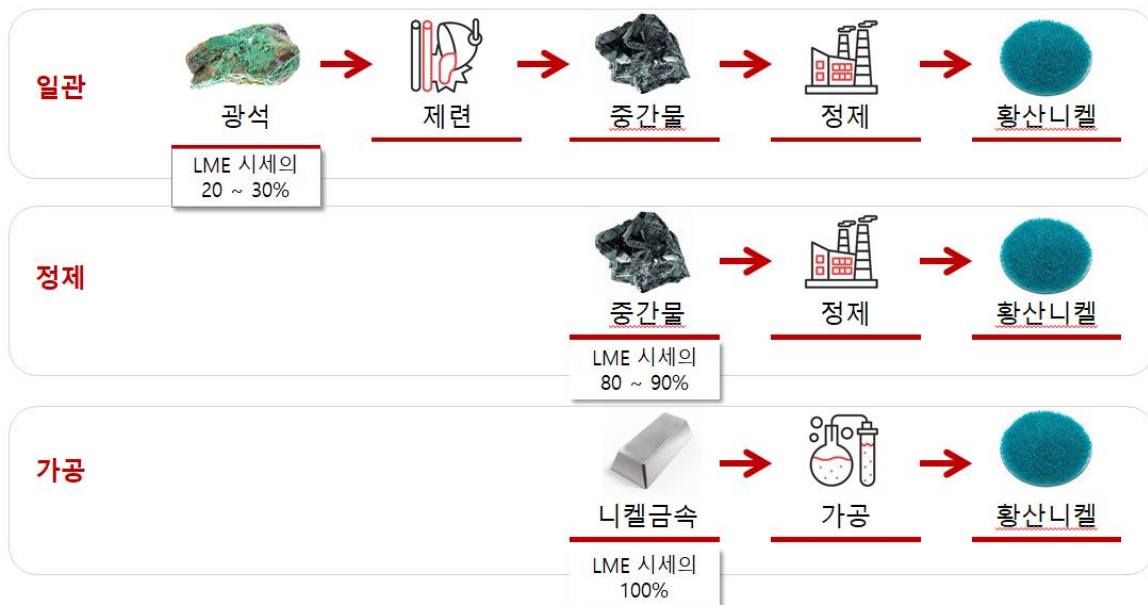 일관
광석
제련
중간물
정제
황산니켈
LME 시세의
20 ~ 30%
정제
중간물
정제
황산니켈
LME 시세의
80 ~ 90%
가공
니켈금속
가공
황산니켈
LME 시세의
100%